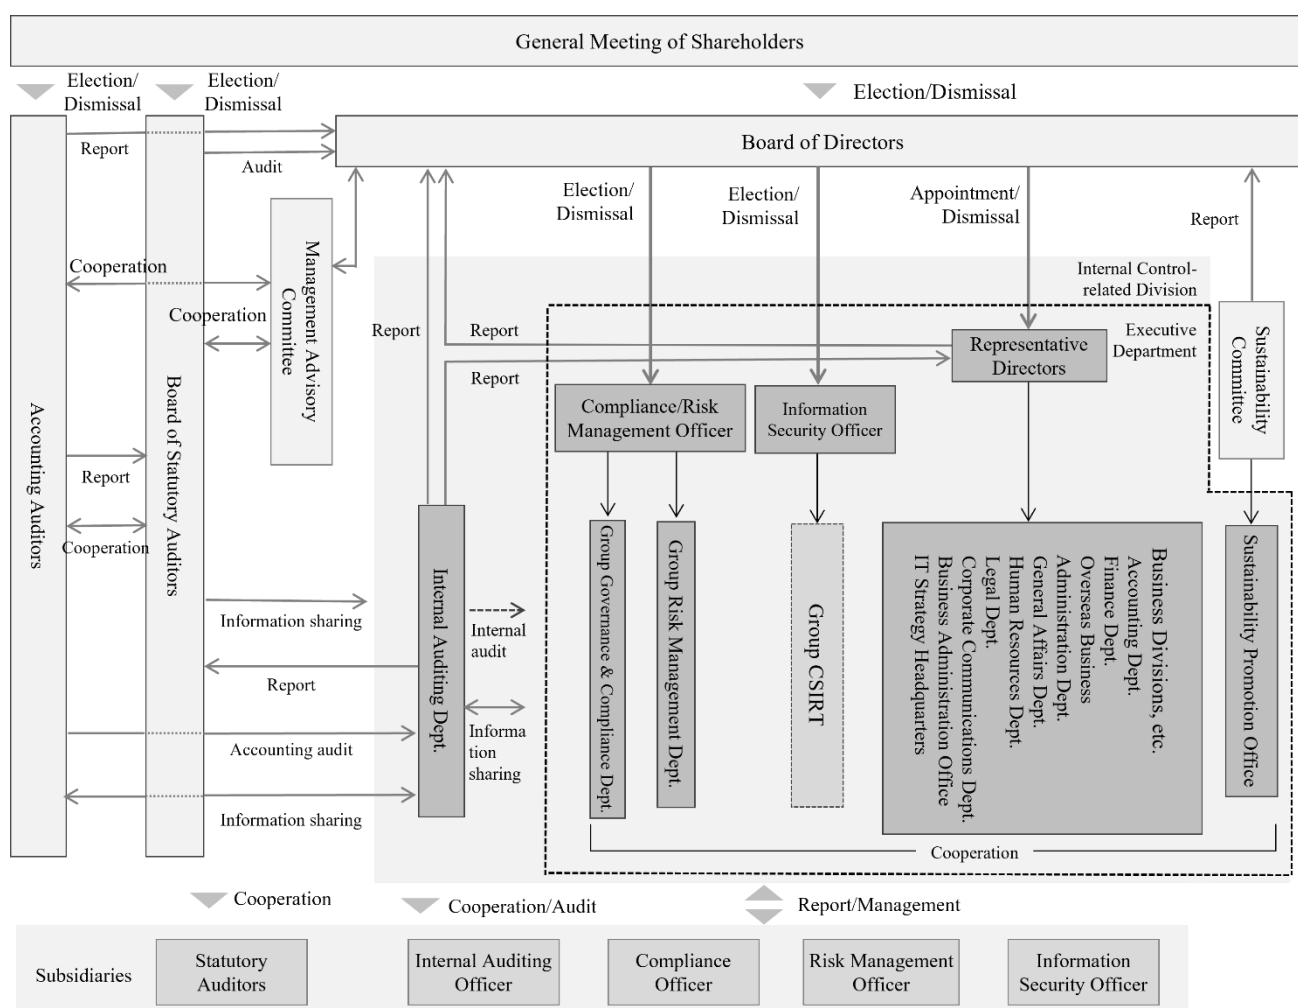 General Meeting of Shareholders
Election/
Dismissal
Election/
Dismissal
Election/Dismissal
Board of Directors
Report
Audit
Election/
Dismissal
Election/
Dismissal
Appointment/
Dismissal
Report
Management Advisory
Committee
Cooperation
Cooperation
Internal Control-
related Division
Report
Report
Report
Representative
Directors
Executive
Department
Sustainability
Committee
Accounting Auditors
Board of Statutory Auditors
Compliance/Risk
Management Officer
Information
Security Officer
Report
Cooperation
Information sharing
Report
Accounting audit
Information sharing
Internal Auditing Dept.
Internal
audit
Informa
tion
sharing
Group Governance & Compliance Dept.
Group Risk Management Dept.
Group CSIRT
Business Divisions, etc.
Accounting Dept.
Finance Dept.
Overseas Business
Administration Dept.
General Affairs Dept.
Human Resources Dept.
Legal Dept.
Corporate Communications Dept.
Business Administration Office
IT Strategy Headquarters
Sustainability Promotion Office
Cooperation
Cooperation
Cooperation/Audit
Report/Management
Subsidiaries
Statutory
Auditors
Internal Auditing
Officer
Compliance
Officer
Risk Management
Officer
Information
Security Officer